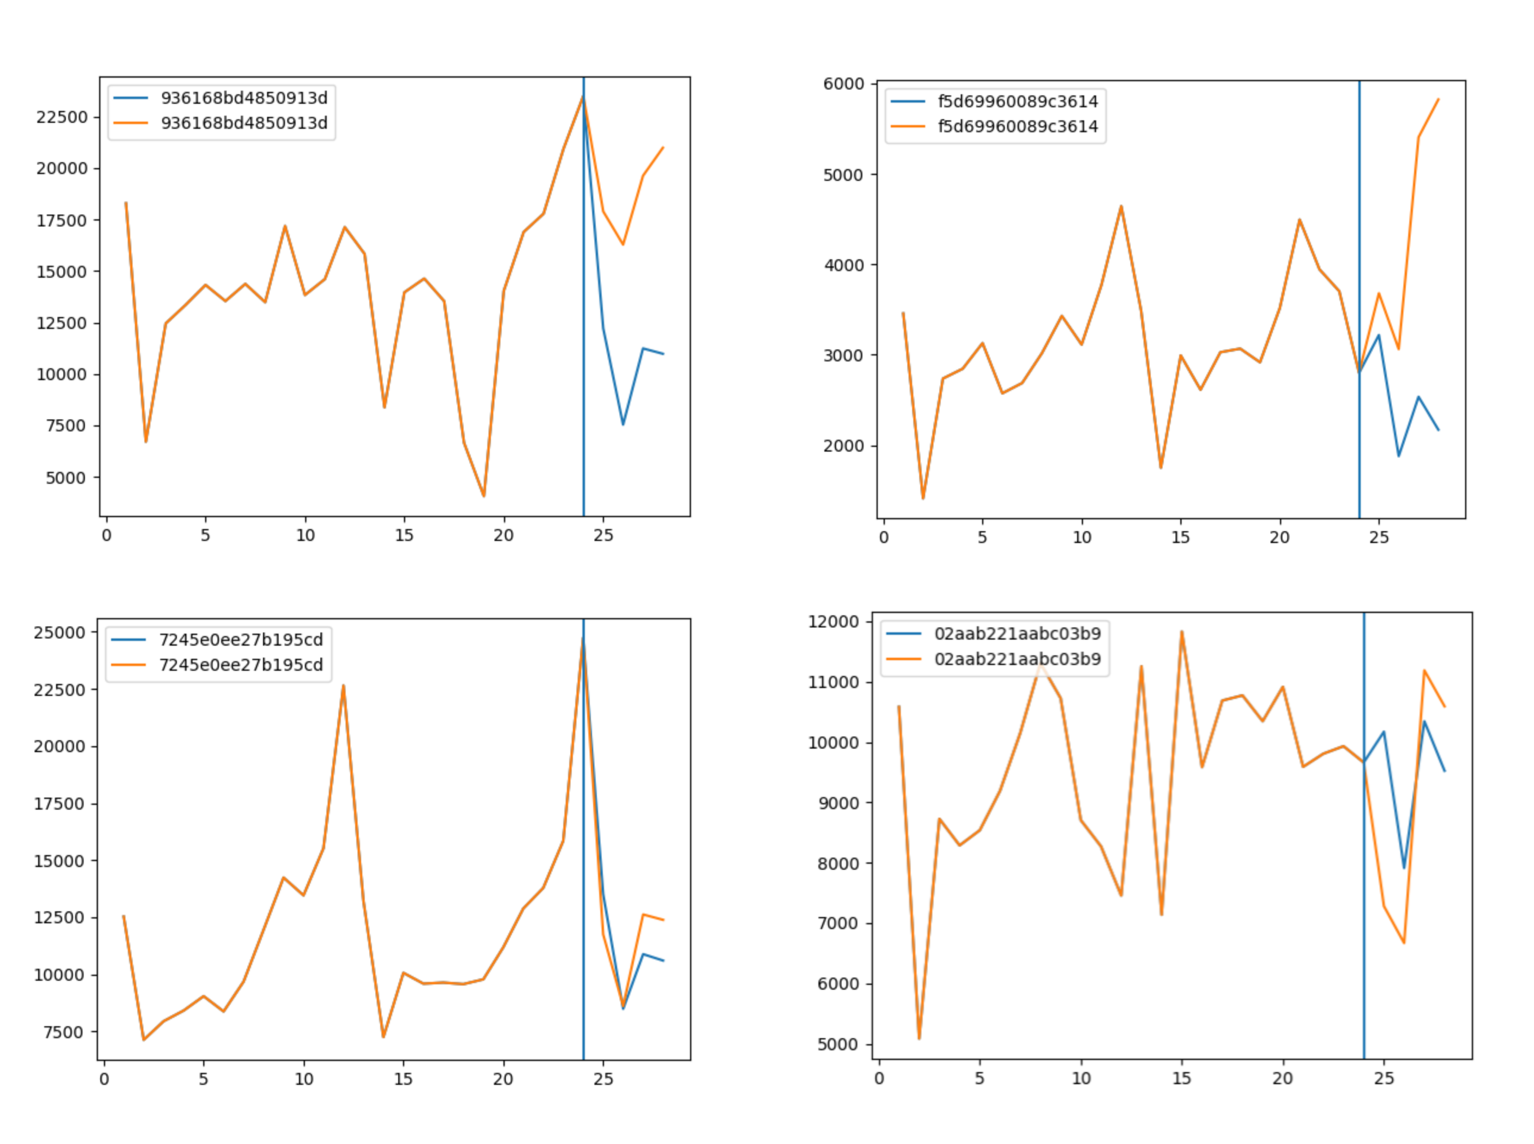 936168bd4850913d
936168bd4850913d
22500
20000
17500
15000
12500
10000
7500
5000
0 5 10 15 20 25
f5d69960089c3614
f5d69960089c3614
6000
5000
4000
3000
2000
0 5 10 15 20 25
7245e0ee27b195cd
7245e0ee27b195cd
25000
22500
20000
17500
15000
12500
10000
7500
0 5 10 15 20 25
02aab221aabc03b9
02aab221aabc03b9
12000
11000
10000
9000
8000
7000
6000
5000
0 5 10 15 20 25